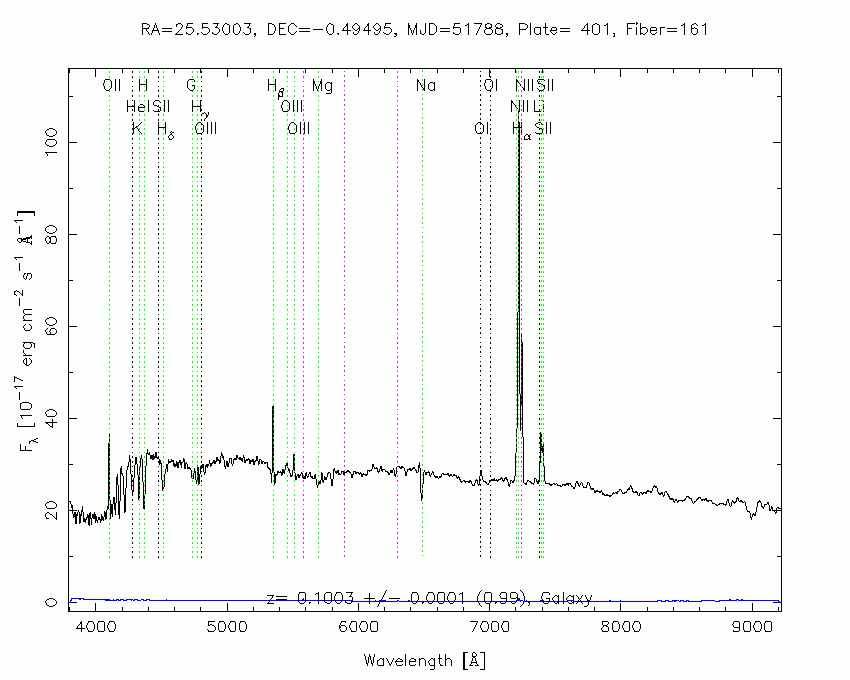 RA=25.53003, DEC=−0.49495, MJD=51788, Plate= 401, Fiber=161
OII H G Hβ Mg Na OI NII SII
HeI SII Hγ OIII NII Li
K Hδ OIII OIII OI Hα SII
100
80
60
40
20
0
Fλ [10−17 erg cm−2 s−1 Å−1]
z= 0.1003 +/− 0.0001 (0.99), Galaxy
4000 5000 6000 7000 8000 9000
Wavelength [Å]